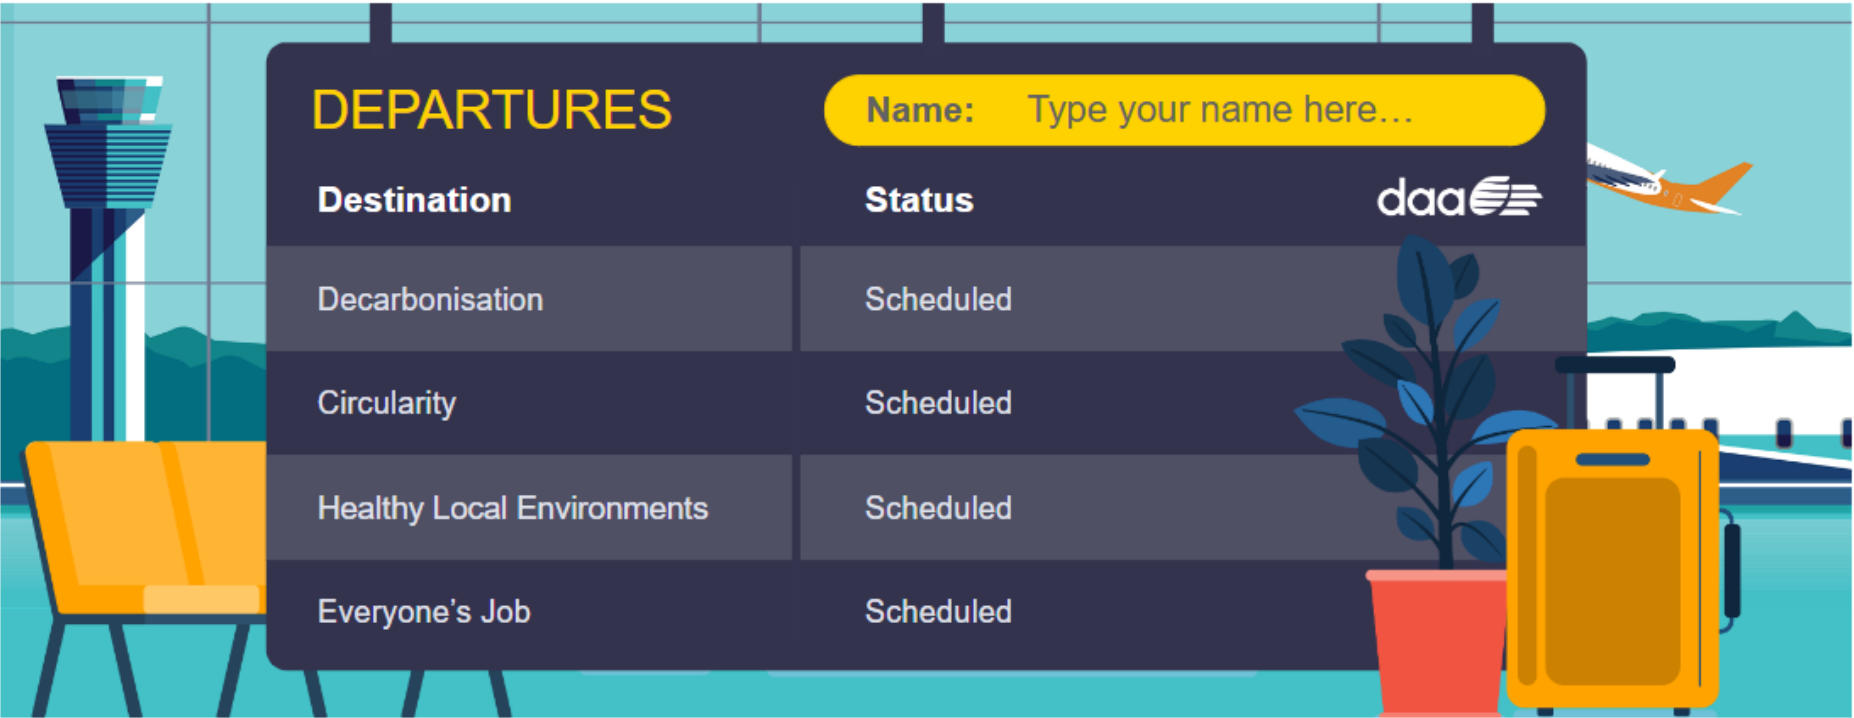 DEPARTURES Name: Type your name here…
Destination Status daa
Decarbonisation Scheduled
Circularity Scheduled
Healthy Local Environments Scheduled
Everyone’s Job Scheduled